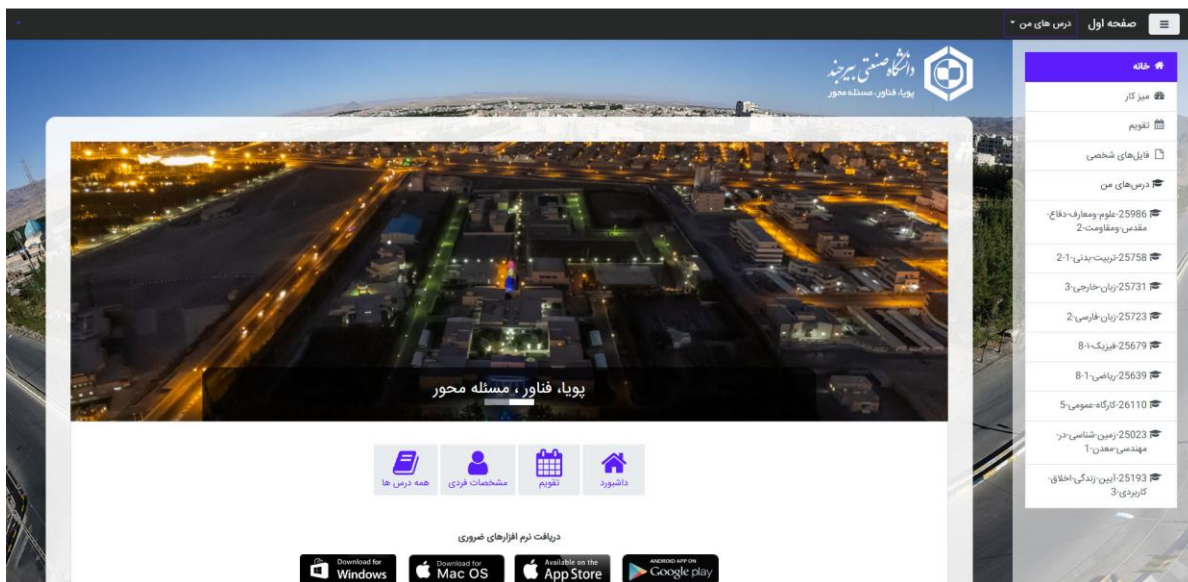 صفحه اول
درس های من
دانشگاه صنعتی بیرجند
پویا، فناور، مسئله محور
خانه
میز کار
تقویم
فایل‌های شخصی
درس‌های من
25986-علوم-ومعارف-دفاع-
مقدس-ومقاومت-2
25758-تربیت-بدنی-1-2
25731-زبان-خارجی-3
25723-زبان-فارسی-2
25679-فیزیک-۱-8
25639-ریاضی-1-8
26110-کارگاه-عمومی-5
25023-زمین-شناسی-در-
مهندسی-معدن-1
25193-آیین-زندگی-اخلاق-
کاربردی-3
پویا، فناور ، مسئله محور
داشبورد
تقویم
مشخصات فردی
همه درس ها
دریافت نرم افزارهای ضروری
Download for
Windows
Download for
Mac OS
Available on the
App Store
ANDROID APP ON
Google play